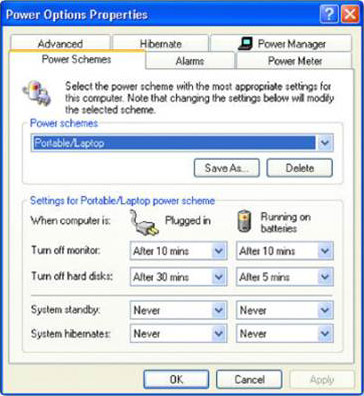 Power Options Properties
Advanced Hibernate Power Manager
Power Schemes Alarms Power Meter
Select the power scheme with the most appropriate settings for
this computer. Note that changing the settings below will modify
the selected scheme.
Power schemes
Portable/Laptop
Save As... Delete
Settings for Portable/Laptop power scheme
When computer is: Plugged in Running on
batteries
Turn off monitor: After 10 mins After 10 mins
Turn off hard disks: After 30 mins After 5 mins
System standby: Never Never
System hibernates: Never Never
OK Cancel Apply